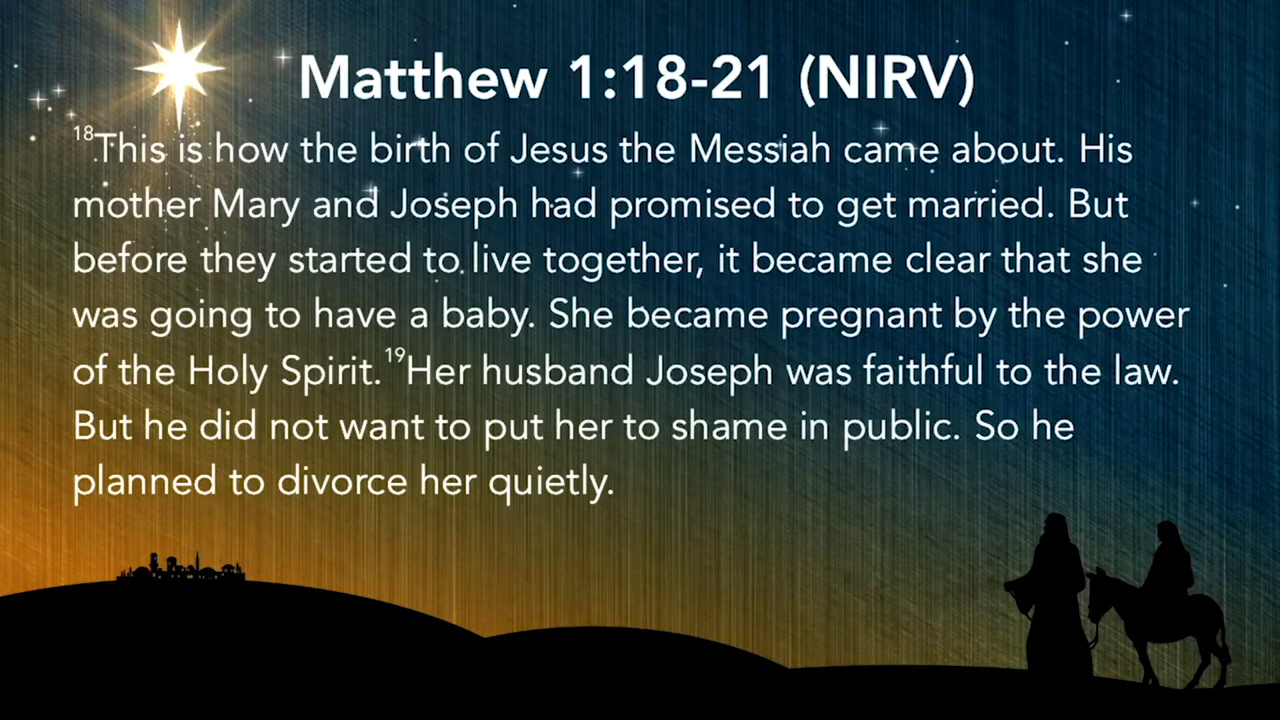 Matthew 1:18-21 (NIRV)
18This is how the birth of Jesus the Messiah came about. His
mother Mary and Joseph had promised to get married. But
before they started to live together, it became clear that she
was going to have a baby. She became pregnant by the power
of the Holy Spirit. 19Her husband Joseph was faithful to the law.
But he did not want to put her to shame in public. So he
planned to divorce her quietly.